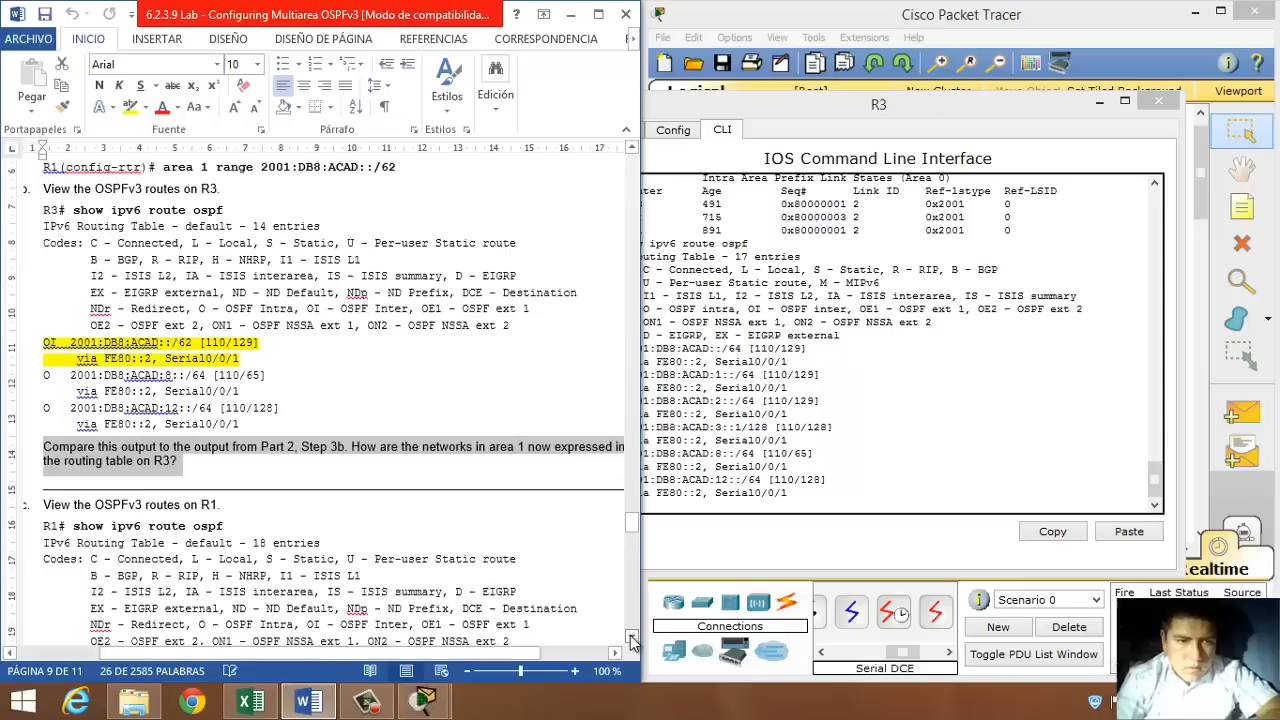 6.2.3.9 Lab - Configuring Multiarea OSPFv3 [Modo de compatibilida...
ARCHIVO INICIO INSERTAR DISEÑO DISEÑO DE PÁGINA REFERENCIAS CORRESPONDENCIA
Arial 10
Pegar
N K S abc x₂ x²
Aa
Estilos
Edición
Portapapeles Fuente Párrafo Estilos
1 1 2 3 4 5 6 7 8 9 10 11 12 13 14 15 16 17
R1(config-rtr)# area 1 range 2001:DB8:ACAD::/62
b. View the OSPFv3 routes on R3.
R3# show ipv6 route ospf
IPv6 Routing Table - default - 14 entries
Codes: C - Connected, L - Local, S - Static, U - Per-user Static route
B - BGP, R - RIP, H - NHRP, I1 - ISIS L1
I2 - ISIS L2, IA - ISIS interarea, IS - ISIS summary, D - EIGRP
EX - EIGRP external, ND - ND Default, NDp - ND Prefix, DCE - Destination
NDr - Redirect, O - OSPF Intra, OI - OSPF Inter, OE1 - OSPF ext 1
OE2 - OSPF ext 2, ON1 - OSPF NSSA ext 1, ON2 - OSPF NSSA ext 2
OI 2001:DB8:ACAD::/62 [110/129]
via FE80::2, Serial0/0/1
O 2001:DB8:ACAD:8::/64 [110/65]
via FE80::2, Serial0/0/1
O 2001:DB8:ACAD:12::/64 [110/128]
via FE80::2, Serial0/0/1
Compare this output to the output from Part 2, Step 3b. How are the networks in area 1 now expressed in
the routing table on R3?
c. View the OSPFv3 routes on R1.
R1# show ipv6 route ospf
IPv6 Routing Table - default - 18 entries
Codes: C - Connected, L - Local, S - Static, U - Per-user Static route
B - BGP, R - RIP, H - NHRP, I1 - ISIS L1
I2 - ISIS L2, IA - ISIS interarea, IS - ISIS summary, D - EIGRP
EX - EIGRP external, ND - ND Default, NDp - ND Prefix, DCE - Destination
NDr - Redirect, O - OSPF Intra, OI - OSPF Inter, OE1 - OSPF ext 1
OE2 - OSPF ext 2, ON1 - OSPF NSSA ext 1, ON2 - OSPF NSSA ext 2
PÁGINA 9 DE 11 26 DE 2585 PALABRAS 100 %
Cisco Packet Tracer
File Edit Options View Tools Extensions Help
Viewport
R3
Config CLI
IOS Command Line Interface
Intra Area Prefix Link States (Area 0)
Age Seq# Link ID Ref-lstype Ref-LSID
491 0x80000001 2 0x2001 0
715 0x80000003 2 0x2001 0
891 0x80000001 2 0x2001 0
ipv6 route ospf
uting Table - 17 entries
C - Connected, L - Local, S - Static, R - RIP, B - BGP
U - Per-user Static route, M - MIPv6
I1 - ISIS L1, I2 - ISIS L2, IA - ISIS interarea, IS - ISIS summary
O - OSPF intra, OI - OSPF inter, OE1 - OSPF ext 1, OE2 - OSPF ext 2
ON1 - OSPF NSSA ext 1, ON2 - OSPF NSSA ext 2
D - EIGRP, EX - EIGRP external
1:DB8:ACAD::/64 [110/129]
a FE80::2, Serial0/0/1
1:DB8:ACAD:1::/64 [110/129]
a FE80::2, Serial0/0/1
1:DB8:ACAD:2::/64 [110/129]
a FE80::2, Serial0/0/1
1:DB8:ACAD:3::1/128 [110/128]
a FE80::2, Serial0/0/1
1:DB8:ACAD:8::/64 [110/65]
a FE80::2, Serial0/0/1
1:DB8:ACAD:12::/64 [110/128]
a FE80::2, Serial0/0/1
Copy Paste
Realtime
Connections
Serial DCE
Scenario 0
New Delete
Toggle PDU List Window
Fire Last Status Source